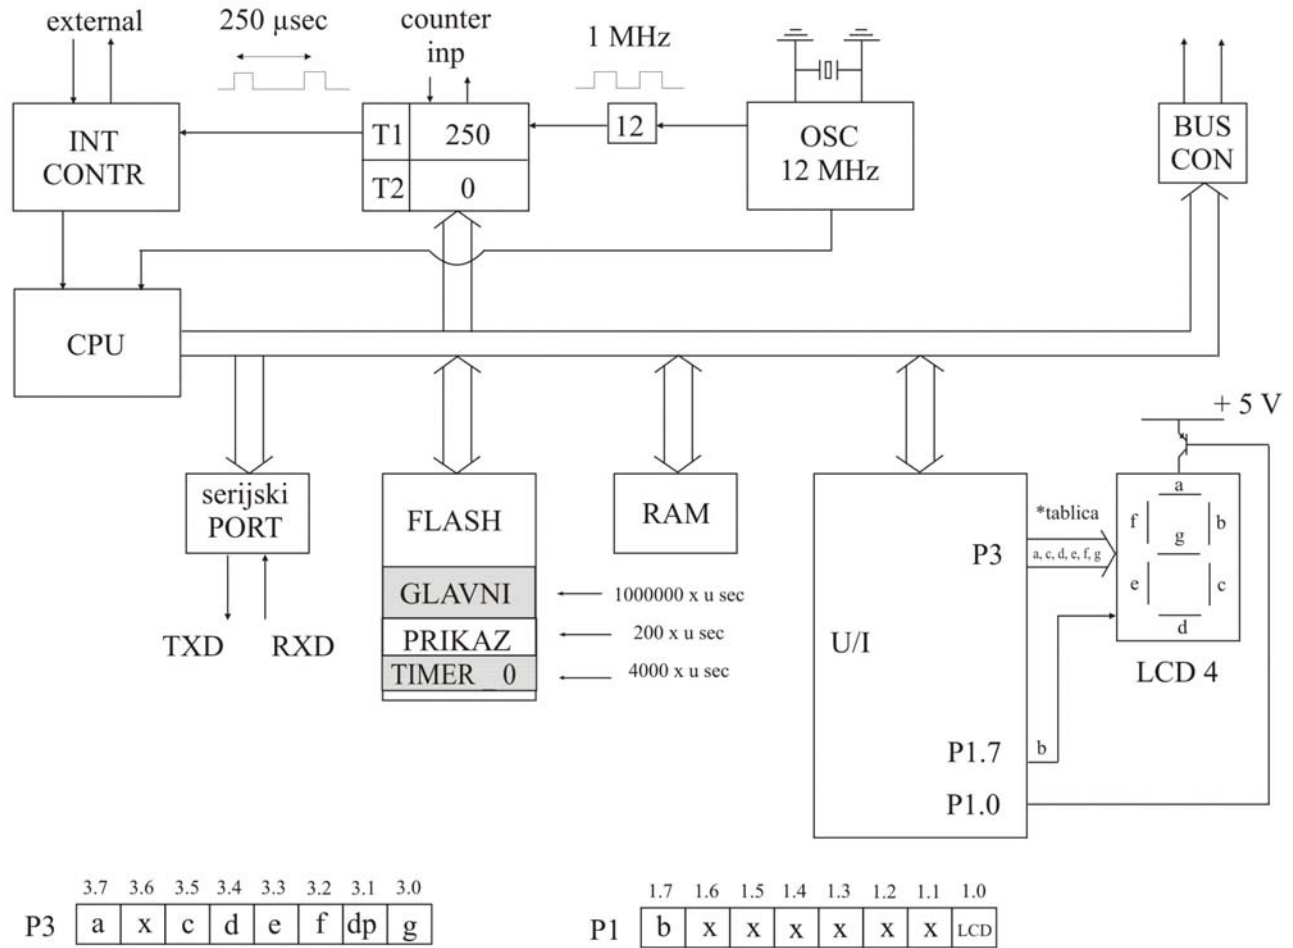 external
250 µsec
counter
inp
1 MHz
INT
CONTR
T1 250
T2 0
12
OSC
12 MHz
BUS
CON
CPU
+ 5 V
serijski
PORT
TXD RXD
FLASH
GLAVNI
1000000 x u sec
PRIKAZ
200 x u sec
TIMER_0
4000 x u sec
RAM
U/I
P3
*tablica
a, c, d, e, f, g
a
f
b
g
e
c
d
LCD 4
P1.7
b
P1.0
3.7 3.6 3.5 3.4 3.3 3.2 3.1 3.0
P3 a x c d e f dp g
1.7 1.6 1.5 1.4 1.3 1.2 1.1 1.0
P1 b x x x x x x LCD